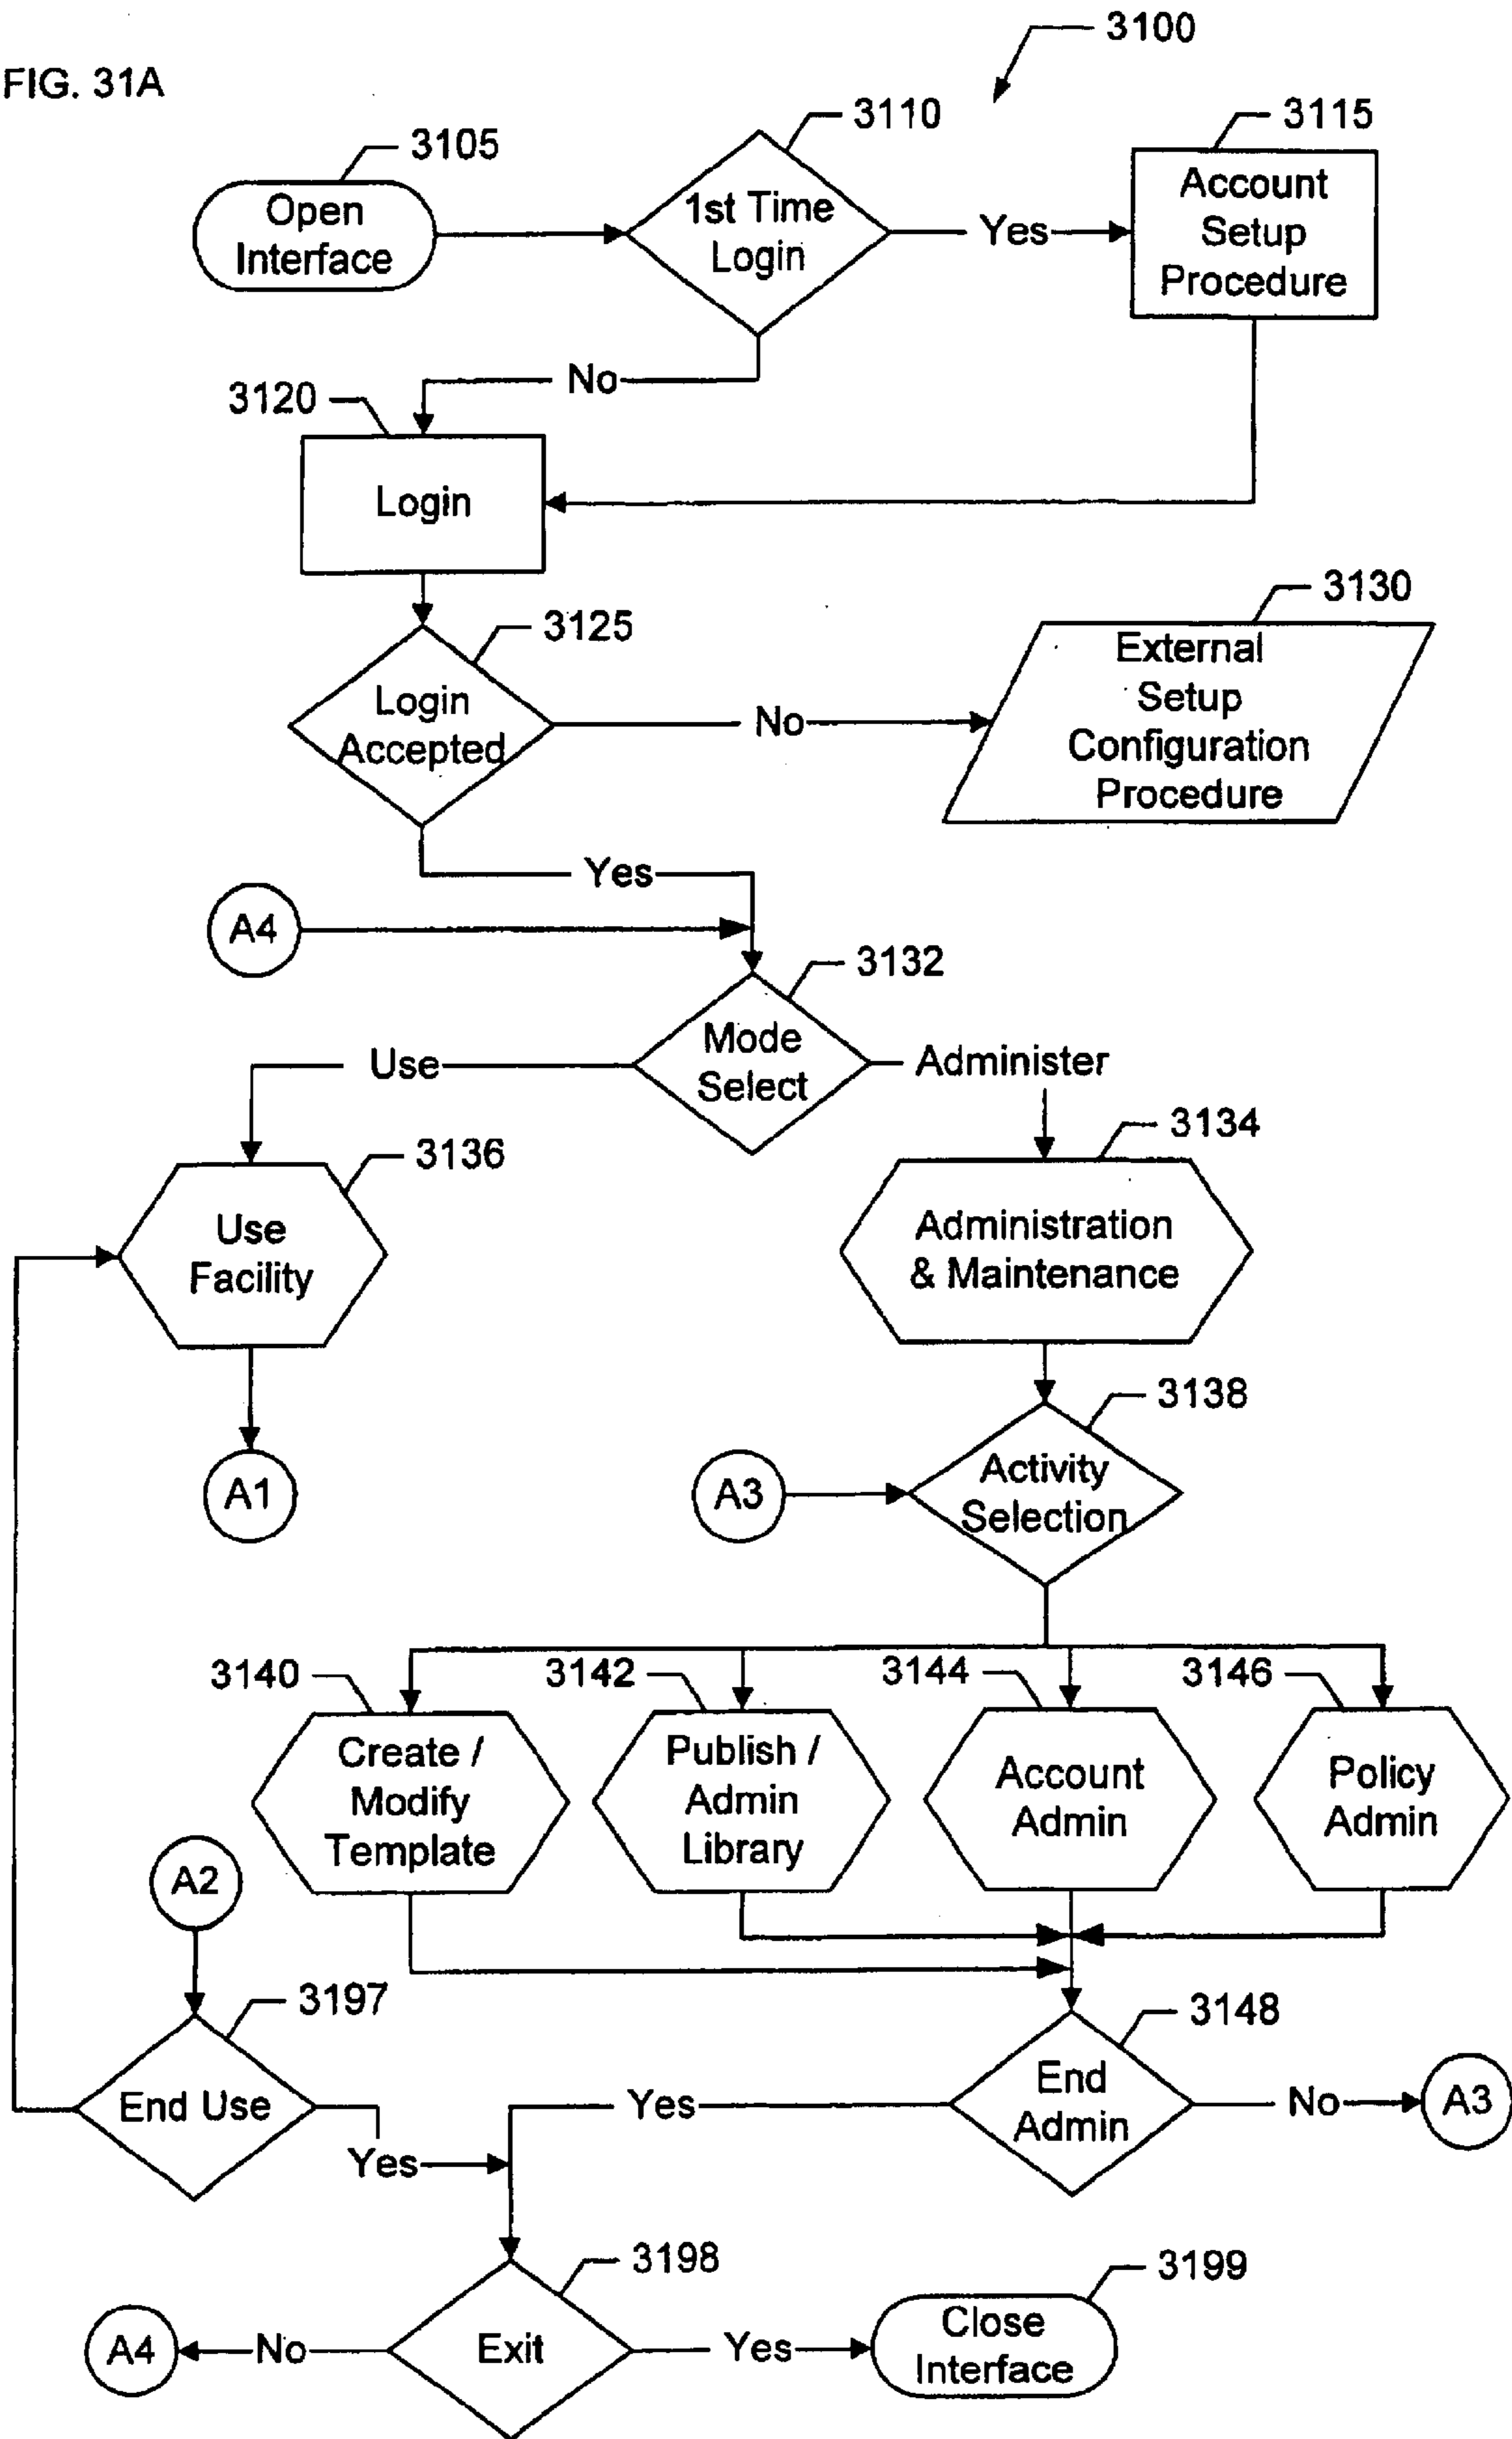 3100
FIG. 31A
3105
3110
3115
Open
Interface
1st Time
Login
Yes
Account
Setup
Procedure
No
3120
Login
3125
3130
Login
Accepted
No
External
Setup
Configuration
Procedure
Yes
A4
3132
Mode
Select
Use
Administer
3136
3134
Use
Facility
Administration
& Maintenance
3138
A1
A3
Activity
Selection
3140
3142
3144
3146
Create /
Modify
Template
Publish /
Admin
Library
Account
Admin
Policy
Admin
A2
3197
3148
End Use
Yes
Yes
End
Admin
No
A3
3198
3199
A4
No
Exit
Yes
Close
Interface